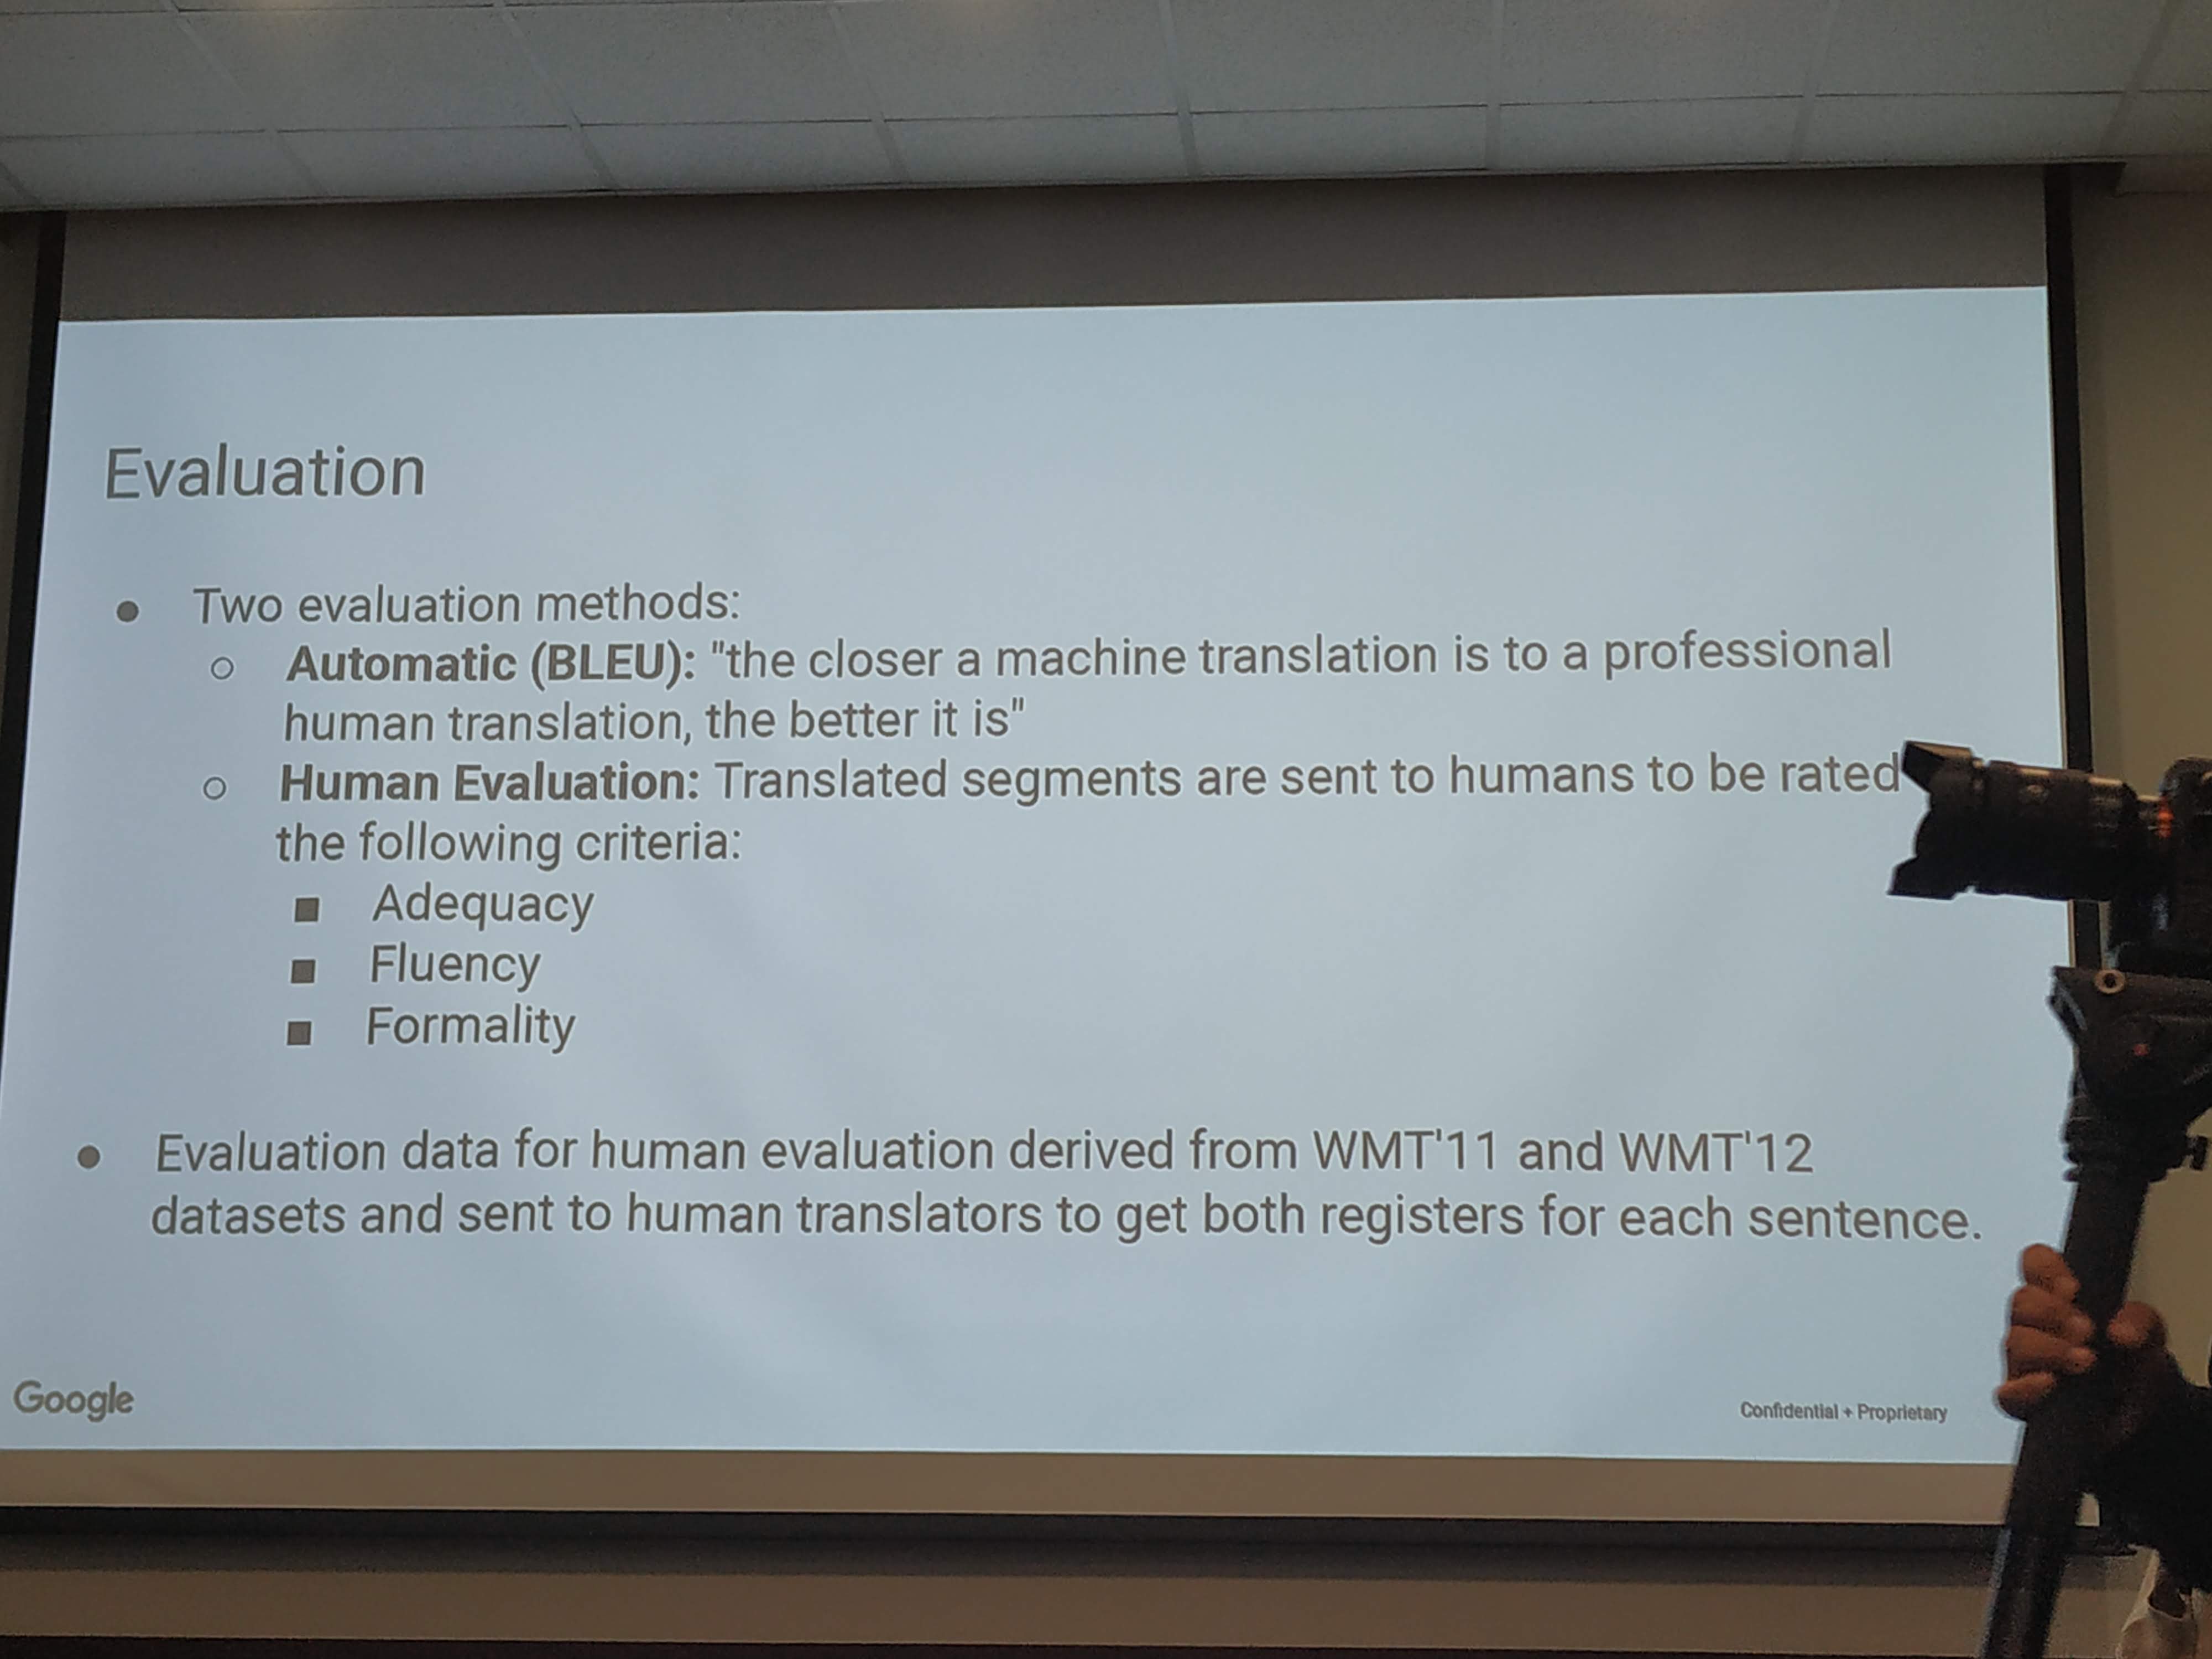 Evaluation
● Two evaluation methods:
○ Automatic (BLEU): "the closer a machine translation is to a professional
human translation, the better it is"
○ Human Evaluation: Translated segments are sent to humans to be rated
the following criteria:
■ Adequacy
■ Fluency
■ Formality
● Evaluation data for human evaluation derived from WMT'11 and WMT'12
datasets and sent to human translators to get both registers for each sentence.
Google
Confidential + Proprietary